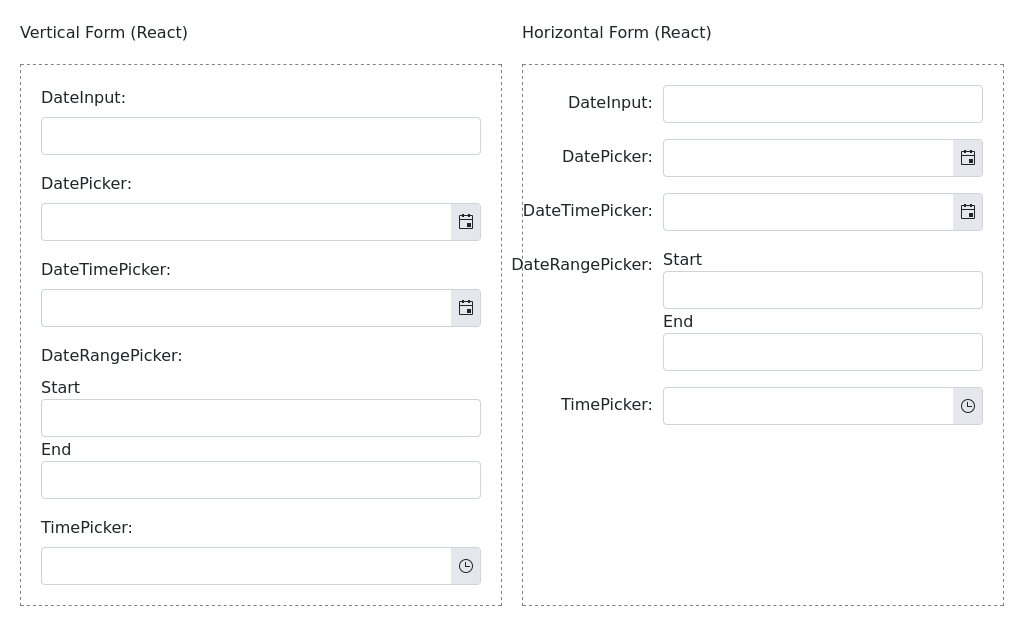 Vertical Form (React)
DateInput:
DatePicker:
DateTimePicker:
DateRangePicker:
Start
End
TimePicker:
Horizontal Form (React)
DateInput:
DatePicker:
DateTimePicker:
DateRangePicker:
Start
End
TimePicker: